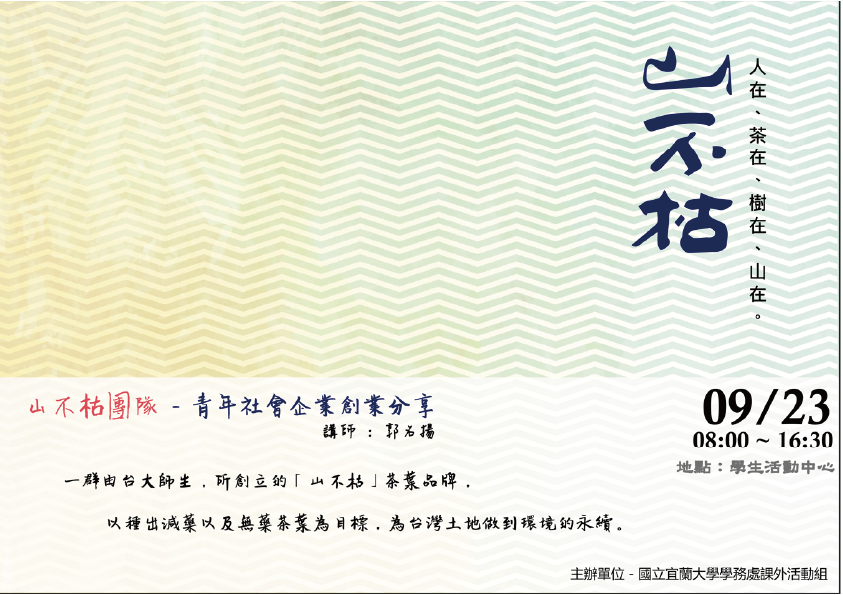 山不枯
人在、茶在、樹在、山在。
山不枯團隊 - 青年社會企業創業分享
講師 : 郭名揚
09/23
08:00 ~ 16:30
地點：學生活動中心
一群由台大師生，所創立的「山不枯」茶葉品牌，
以種出減藥以及無藥茶葉為目標，為台灣土地做到環境的永續。
主辦單位 - 國立宜蘭大學學務處課外活動組